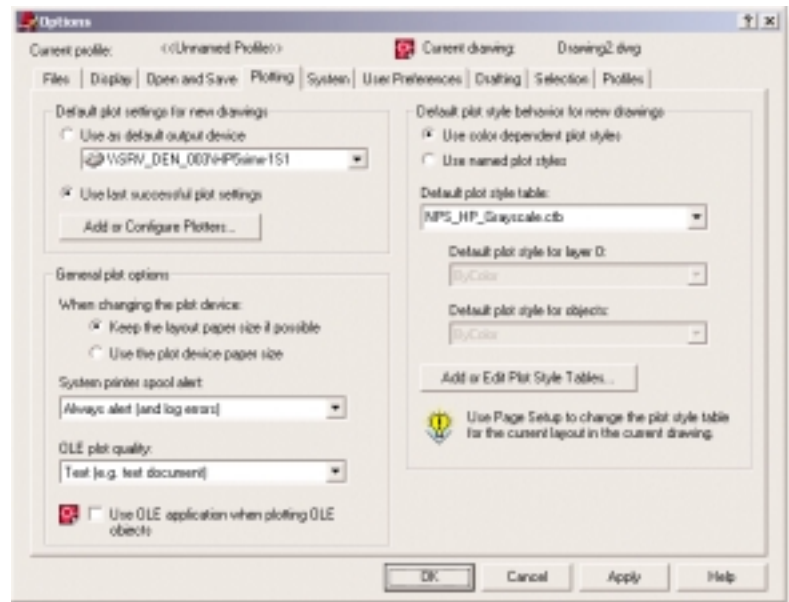 Options
Current profile: <<Unnamed Profile>> Current drawing: Drawing2.dwg
Files Display Open and Save Plotting System User Preferences Drafting Selection Profiles
Default plot settings for new drawings
Use as default output device
Use last successful plot settings
Add or Configure Plotters...
General plot options
When changing the plot device:
Keep the layout paper size if possible
Use the plot device paper size
System printer spool alert:
Always alert (and log errors)
OLE plot quality:
Text (e.g. text document)
Use OLE application when plotting OLE
objects
Default plot style behavior for new drawings
Use color dependent plot styles
Use named plot styles
Default plot style table:
NPS_HP_Grayscale.ctb
Default plot style for layer 0:
ByColor
Default plot style for objects:
ByColor
Add or Edit Plot Style Tables...
Use Page Setup to change the plot style table
for the current layout in the current drawing.
OK Cancel Apply Help